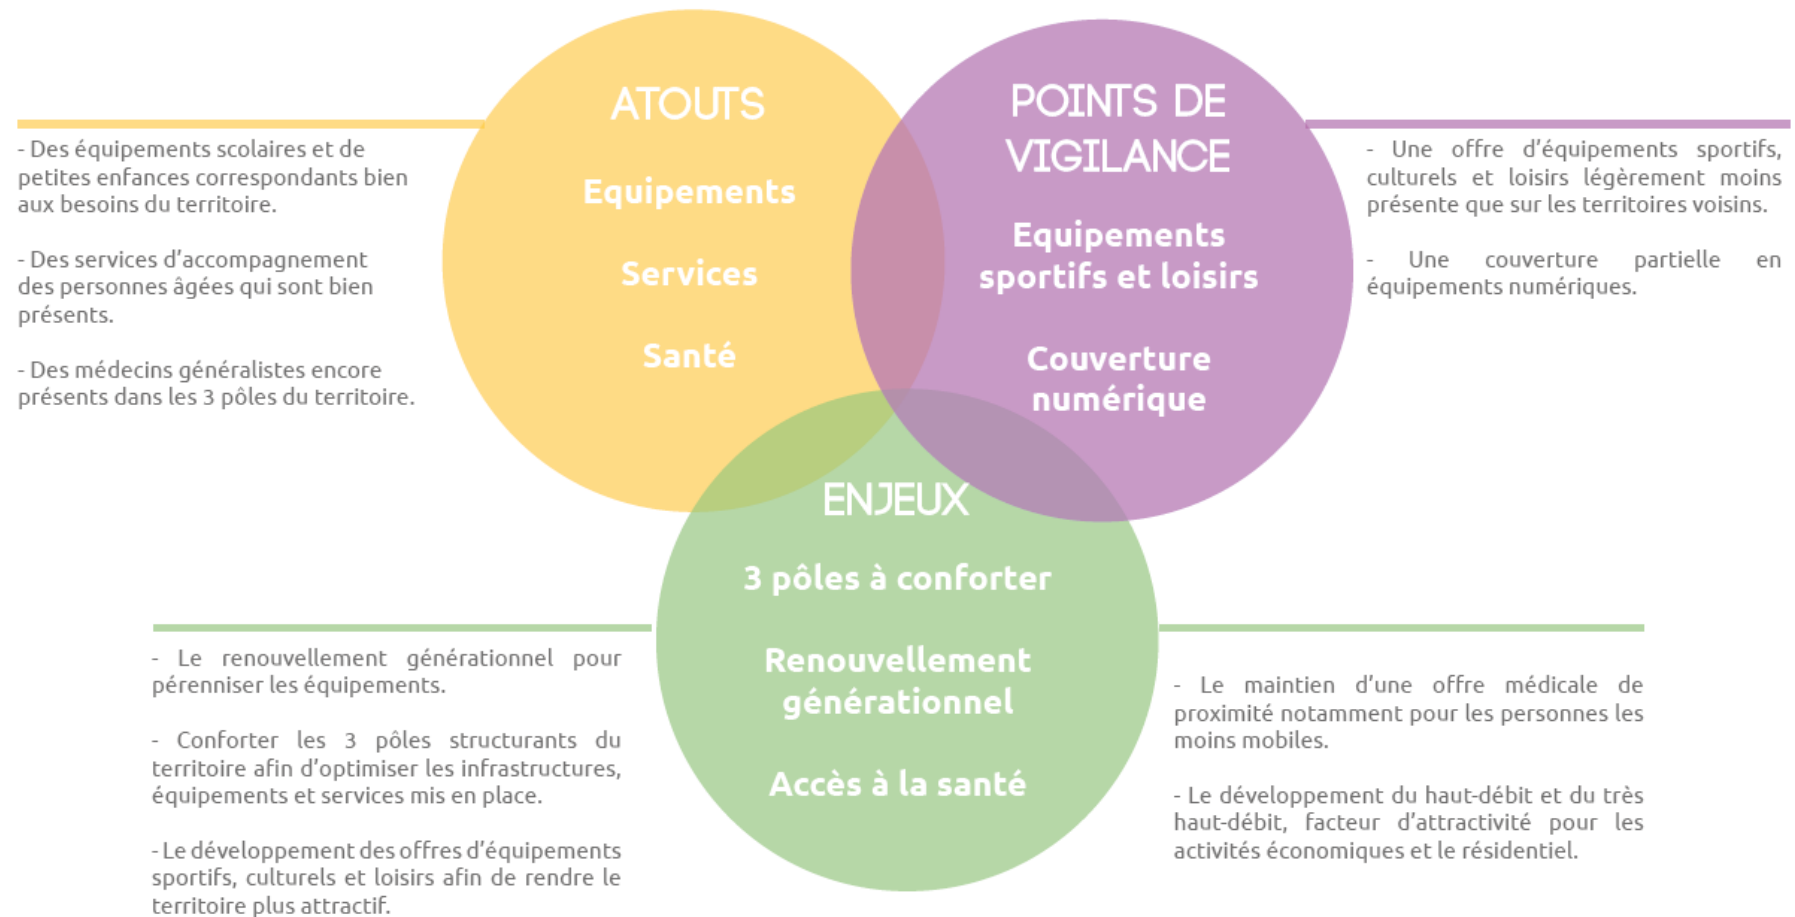 ATOUTS
Equipements
Services
Santé
- Des équipements scolaires et de
petites enfances correspondants bien
aux besoins du territoire.
- Des services d’accompagnement
des personnes âgées qui sont bien
présents.
- Des médecins généralistes encore
présents dans les 3 pôles du territoire.
POINTS DE
VIGILANCE
Equipements
sportifs et loisirs
Couverture
numérique
- Une offre d’équipements sportifs,
culturels et loisirs légèrement moins
présente que sur les territoires voisins.
- Une couverture partielle en
équipements numériques.
ENJEUX
3 pôles à conforter
Renouvellement
générationnel
Accès à la santé
- Le renouvellement générationnel pour
pérenniser les équipements.
- Conforter les 3 pôles structurants du
territoire afin d’optimiser les infrastructures,
équipements et services mis en place.
- Le développement des offres d’équipements
sportifs, culturels et loisirs afin de rendre le
territoire plus attractif.
- Le maintien d’une offre médicale de
proximité notamment pour les personnes les
moins mobiles.
- Le développement du haut-débit et du très
haut-débit, facteur d’attractivité pour les
activités économiques et le résidentiel.